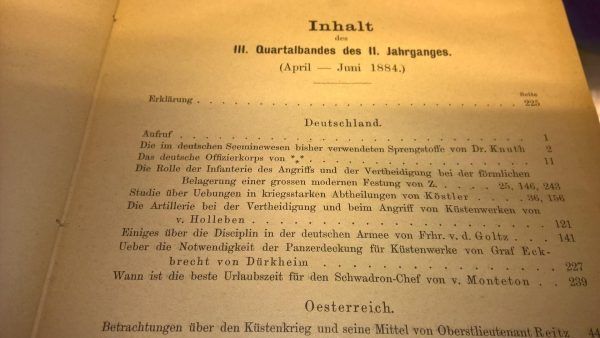 Inhalt
des
III. Quartalbandes des II. Jahrganges.
(April — Juni 1884.)
Seite
Erklärung . . . . . . . . . . . . . . . . . . . . 225
Deutschland.
Aufruf . . . . . . . . . . . . . . . . . . . . 1
Die im deutschen Seeminewesen bisher verwendeten Sprengstoffe von Dr. Knuth . 2
Das deutsche Offizierkorps von *** . . . . . . . . . . . . 11
Die Rolle der Infanterie des Angriffs und der Vertheidigung bei der förmlichen
Belagerung einer grossen modernen Festung von Z. . . . . 25, 146, 243
Studie über Uebungen in kriegsstarken Abtheilungen von Köstler . . . . 36, 156
Die Artillerie bei der Vertheidigung und beim Angriff von Küstenwerken von
v. Holleben . . . . . . . . . . . . . . . . 121
Einiges über die Disciplin in der deutschen Armee von Frhr. v. d. Goltz . . 141
Ueber die Notwendigkeit der Panzerdeckung für Küstenwerke von Graf Eck-
brecht von Dürkheim . . . . . . . . . . . . . 227
Wann ist die beste Urlaubszeit für den Schwadron-Chef von v. Monteton . . 239
Oesterreich.
Betrachtungen über den Küstenkrieg und seine Mittel von Oberstlieutenant Reitz . 44